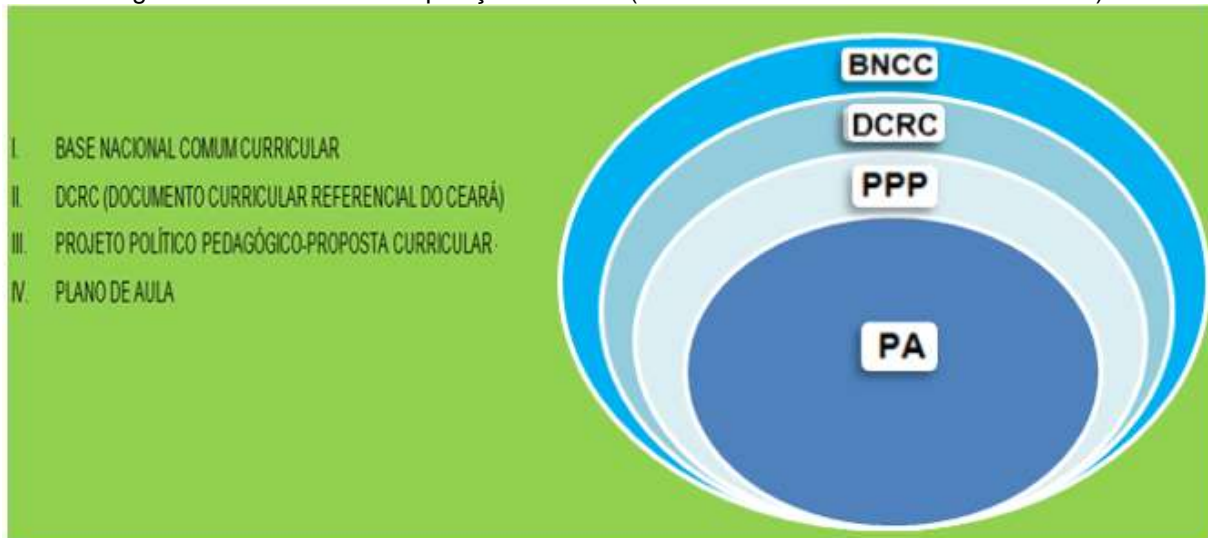 I. BASE NACIONAL COMUM CURRICULAR
II. DCRC (DOCUMENTO CURRICULAR REFERENCIAL DO CEARÁ)
III. PROJETO POLÍTICO PEDAGÓGICO-PROPOSTA CURRICULAR
IV. PLANO DE AULA
BNCC
DCRC
PPP
PA